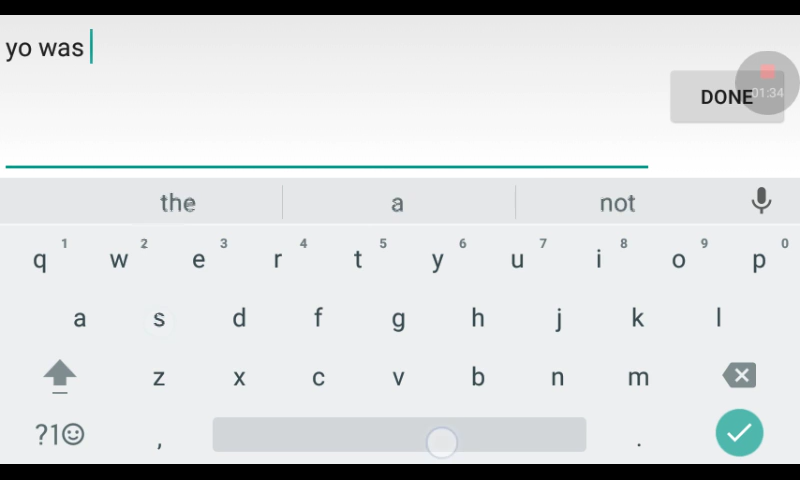 yo was
DONE
01:34
the a not
q 1 w 2 e 3 r 4 t 5 y 6 u 7 i 8 o 9 p 0
a s d f g h j k l
z x c v b n m
?1☺ , .